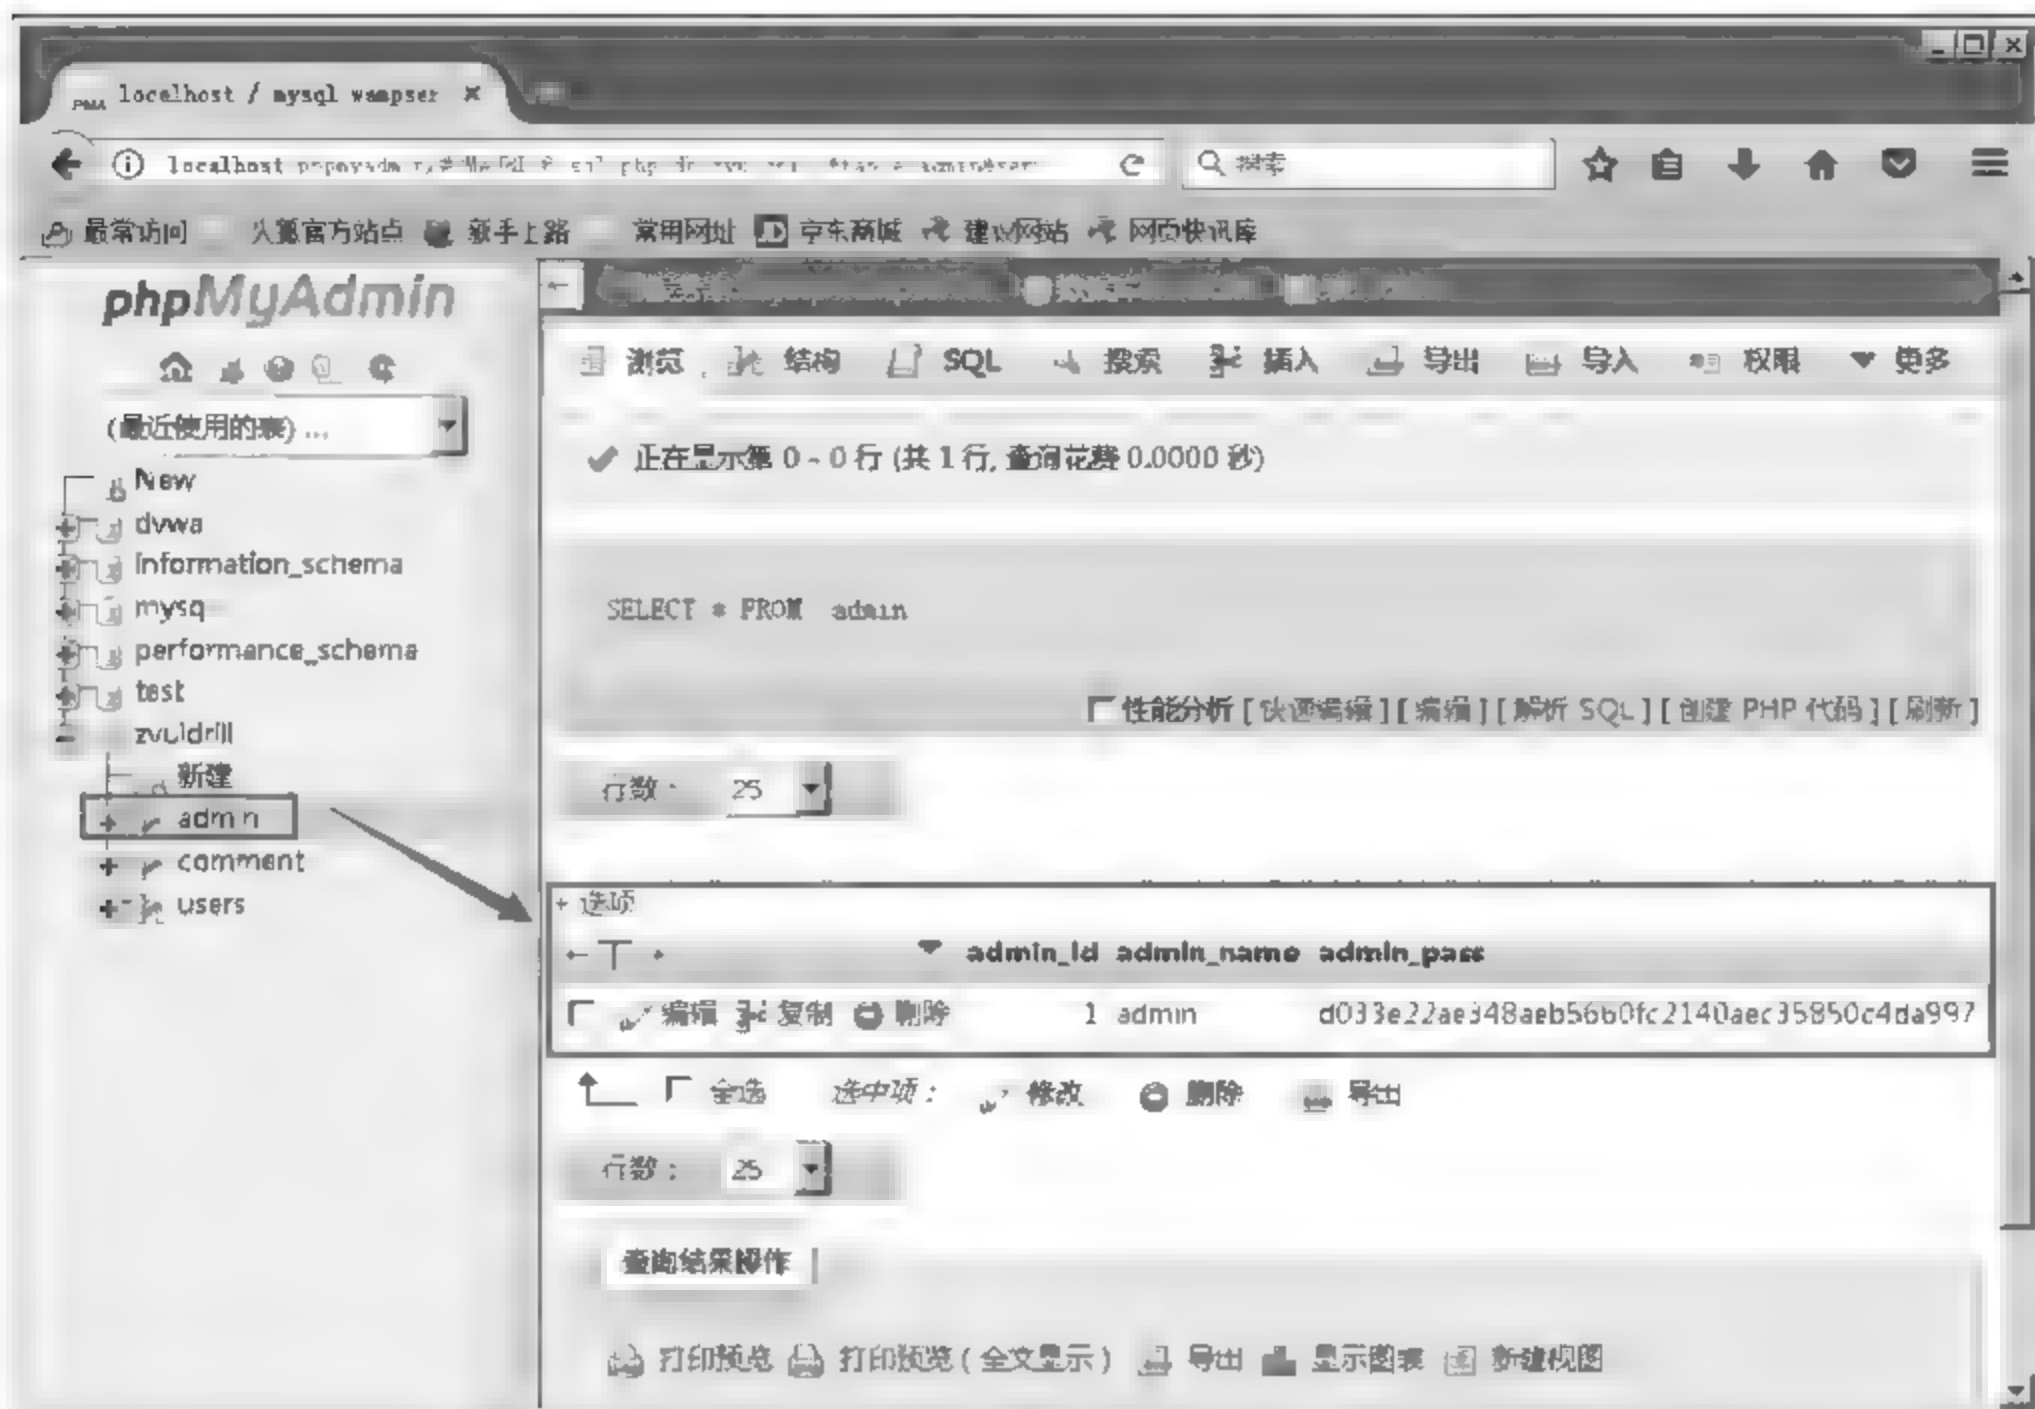 PMA localhost / mysql wampser
localhost
搜索
最常访问 火狐官方站点 新手上路 常用网址 京东商城 建议网站 网页快讯库
phpMyAdmin
(最近使用的表) ...
New
dvwa
information_schema
mysq
performance_schema
test
zvuldrill
新建
admin
comment
users
浏览 结构 SQL 搜索 插入 导出 导入 权限 更多
正在显示第 0 - 0 行 (共 1 行, 查询花费 0.0000 秒)
SELECT * FROM admin
性能分析 [ 快速编辑 ] [ 编辑 ] [ 解析 SQL ] [ 创建 PHP 代码 ] [ 刷新 ]
行数： 25
+ 选项
←T→ admin_id admin_name admin_pass
编辑 复制 删除 1 admin d033e22ae348aeb5660fc2140aec35850c4da997
全选 选中项： 修改 删除 导出
行数： 25
查询结果操作
打印预览 打印预览 (全文显示) 导出 显示图表 新建视图